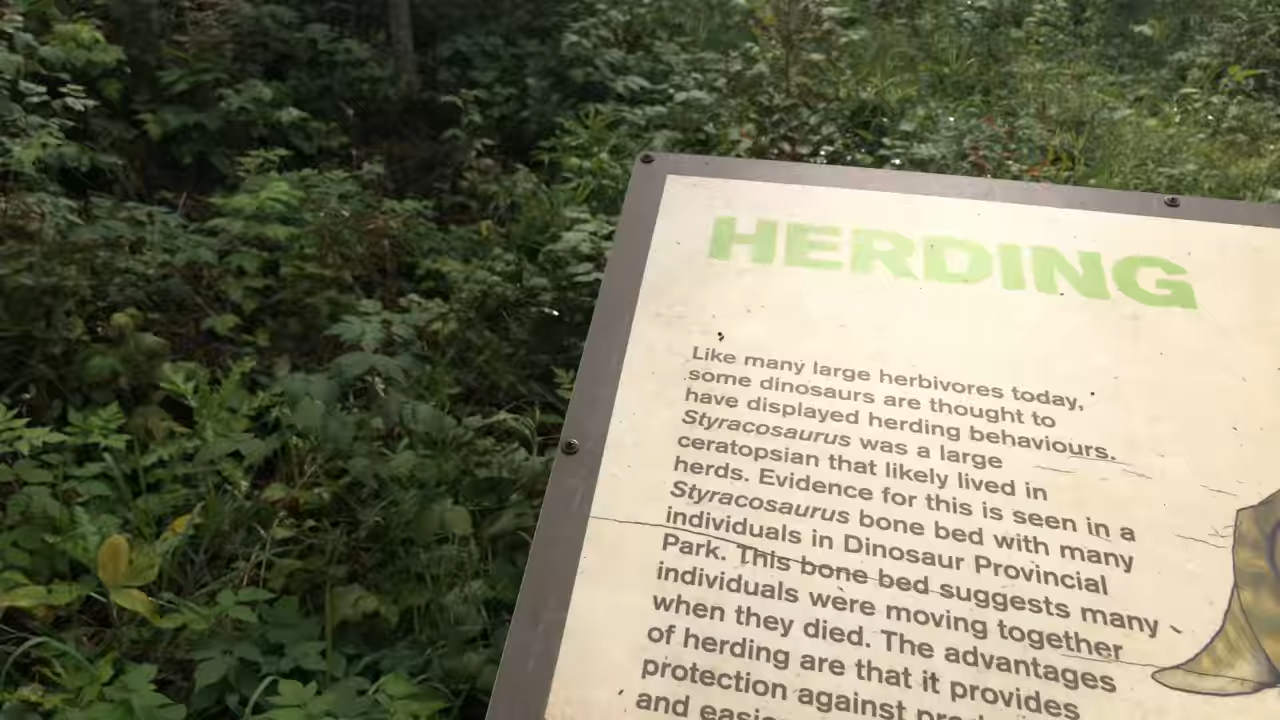 HERDING
Like many large herbivores today,
some dinosaurs are thought to
have displayed herding behaviours.
Styracosaurus was a large
ceratopsian that likely lived in
herds. Evidence for this is seen in a
Styracosaurus bone bed with many
individuals in Dinosaur Provincial
Park. This bone bed suggests many
individuals were moving together
when they died. The advantages
of herding are that it provides
protection against
and